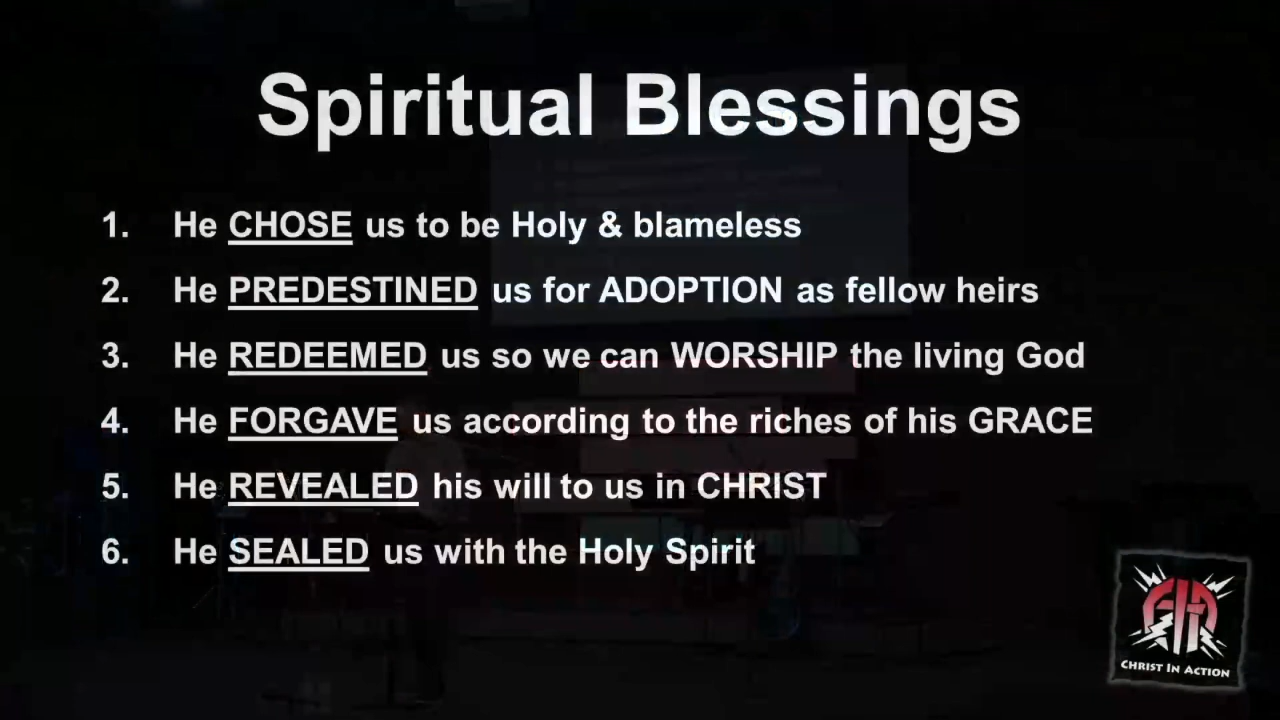 Spiritual Blessings
1. He CHOSE us to be Holy & blameless
2. He PREDESTINED us for ADOPTION as fellow heirs
3. He REDEEMED us so we can WORSHIP the living God
4. He FORGAVE us according to the riches of his GRACE
5. He REVEALED his will to us in CHRIST
6. He SEALED us with the Holy Spirit
CHRIST IN ACTION